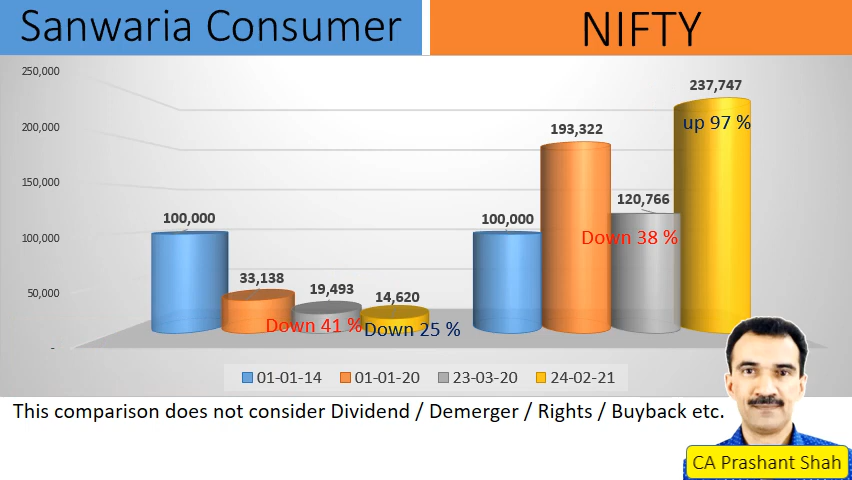 Sanwaria Consumer
NIFTY
250,000
200,000
150,000
100,000
50,000
-
100,000
33,138
19,493
14,620
Down 41 %
Down 25 %
100,000
193,322
120,766
237,747
Down 38 %
up 97 %
01-01-14 01-01-20 23-03-20 24-02-21
This comparison does not consider Dividend / Demerger / Rights / Buyback etc.
CA Prashant Shah